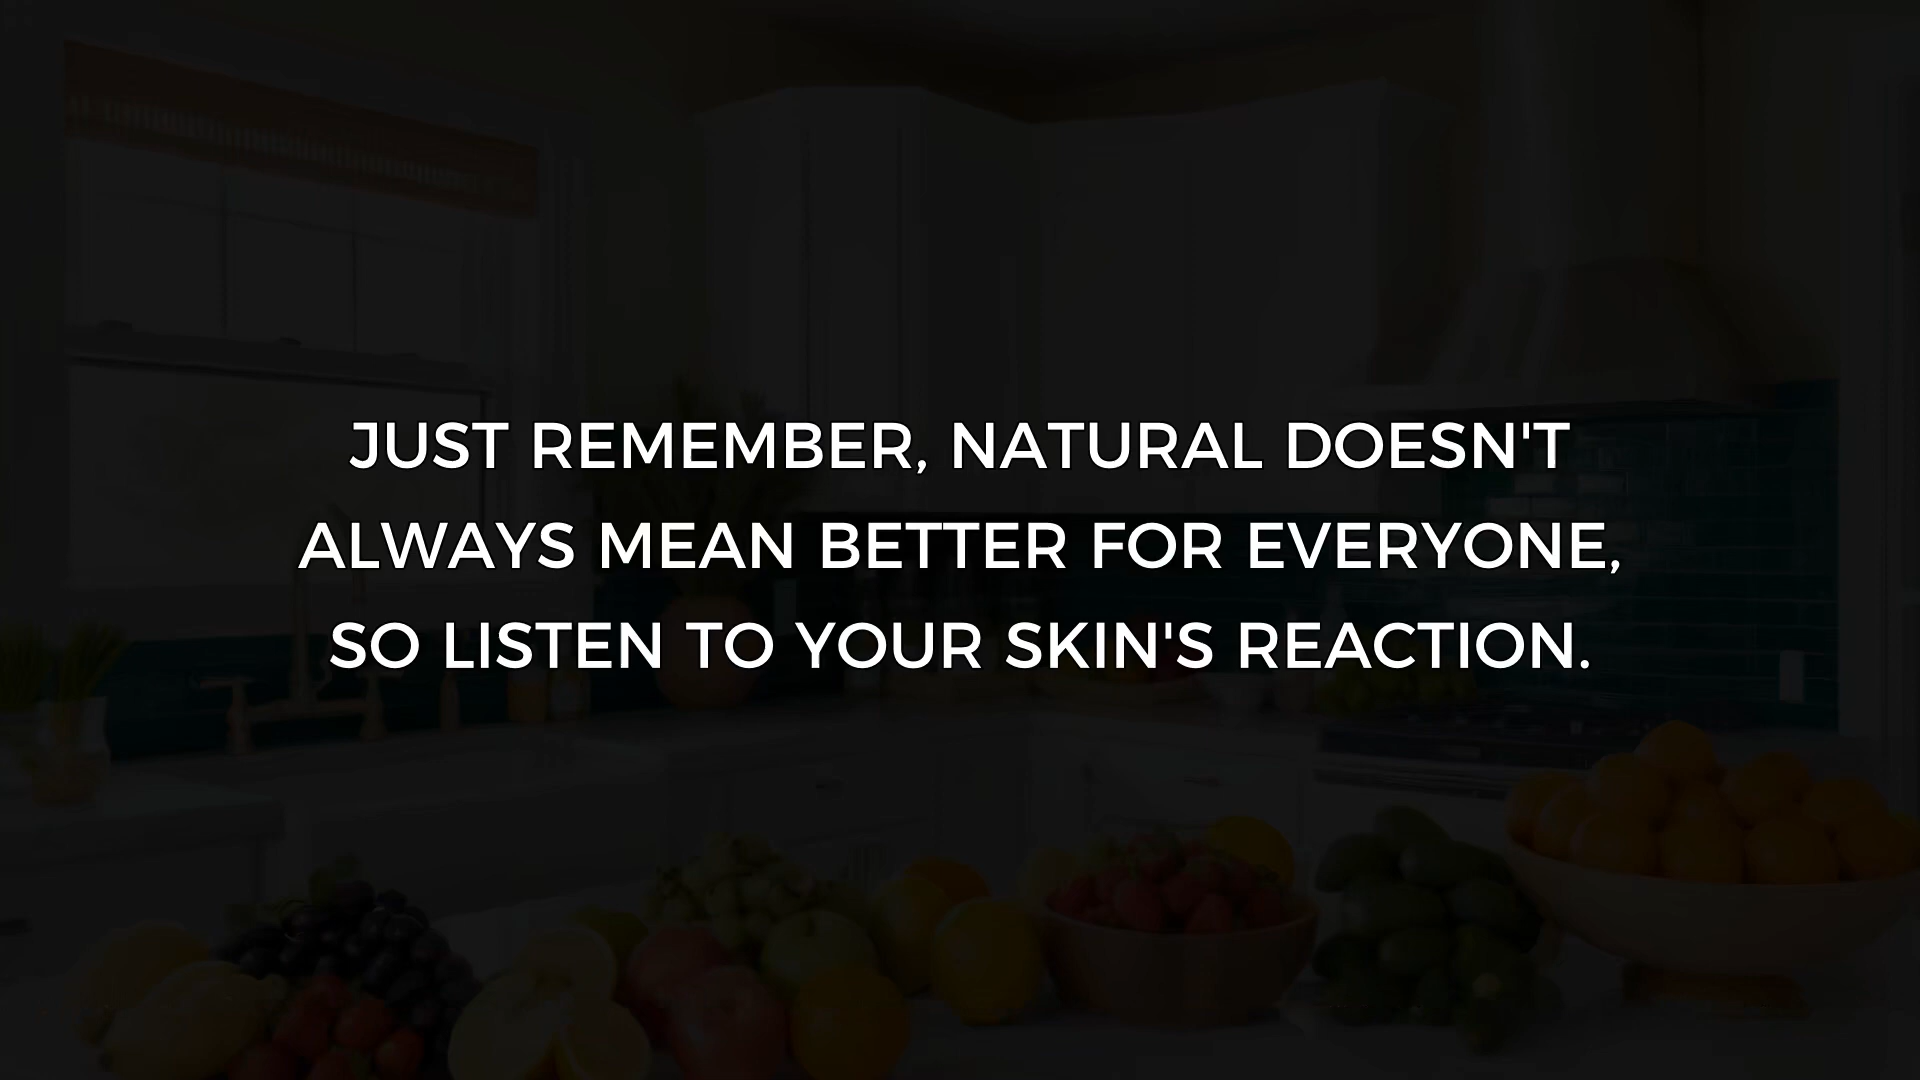 JUST REMEMBER, NATURAL DOESN'T
ALWAYS MEAN BETTER FOR EVERYONE,
SO LISTEN TO YOUR SKIN'S REACTION.